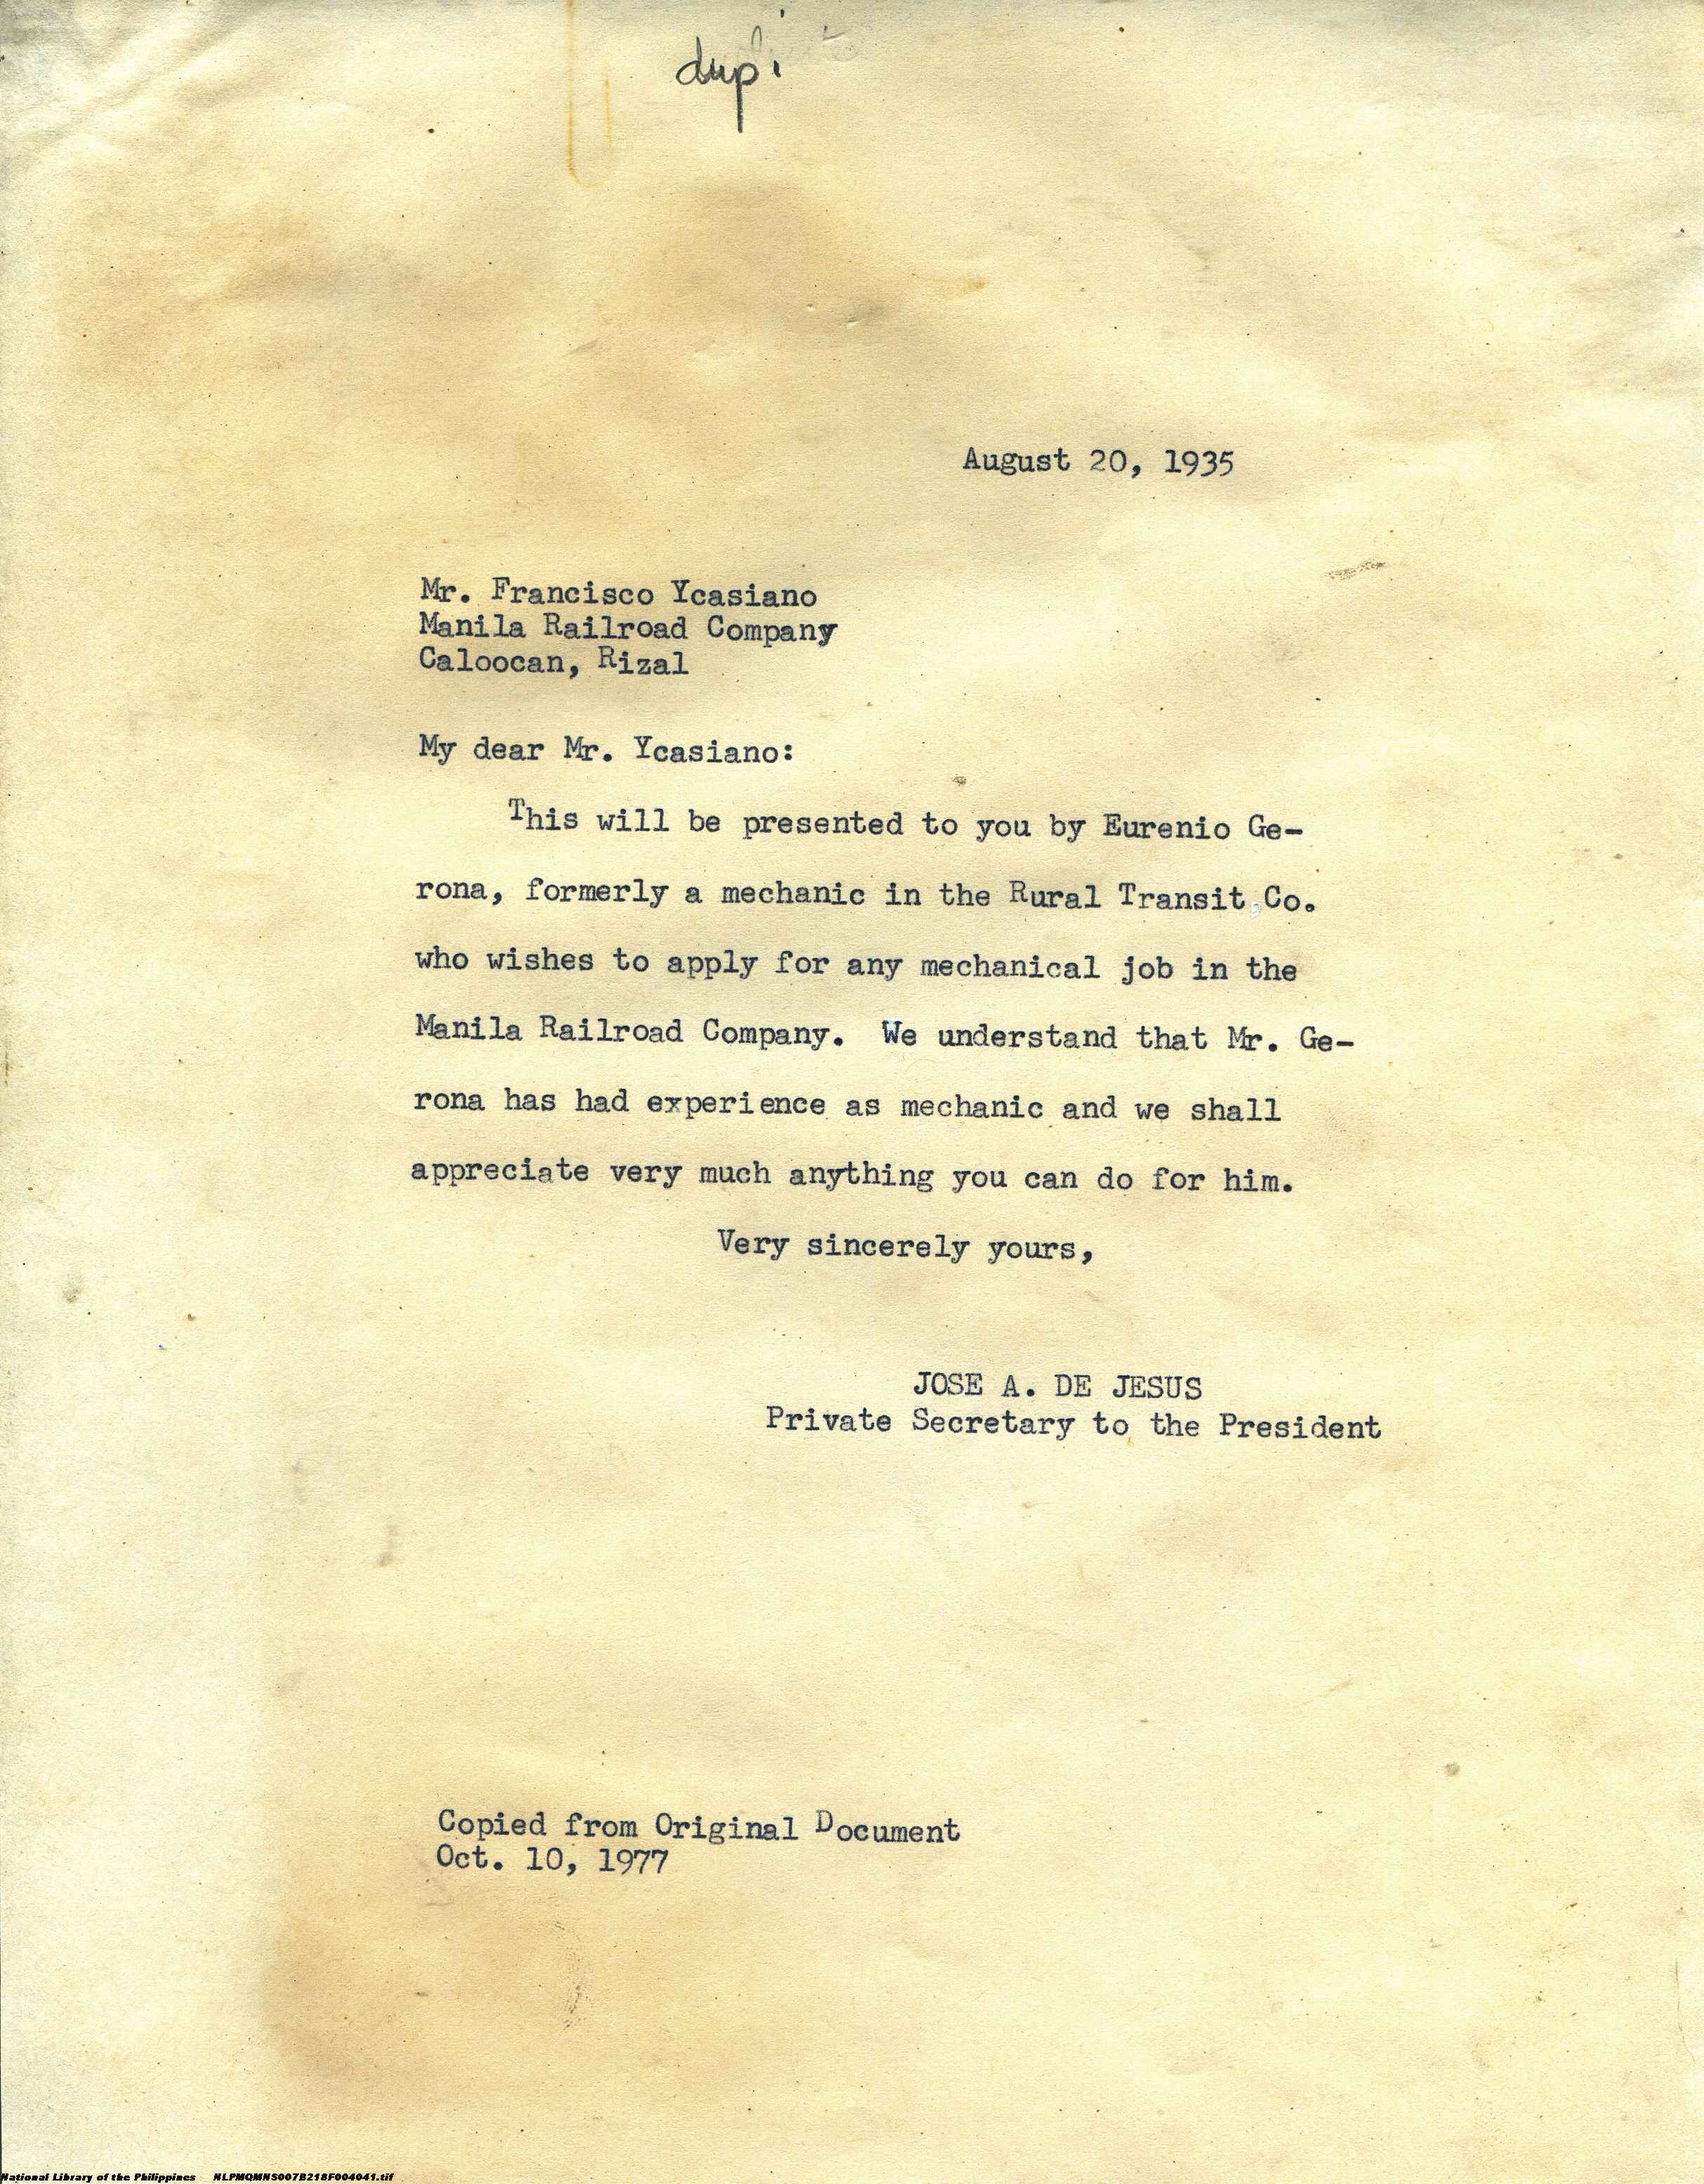 dup.
August 20, 1935
Mr. Francisco Ycasiano
Manila Railroad Company
Caloocan, Rizal
My dear Mr. Ycasiano:
This will be presented to you by Eurenio Ge-
rona, formerly a mechanic in the Rural Transit Co.
who wishes to apply for any mechanical job in the
Manila Railroad Company. We understand that Mr. Ge-
rona has had experience as mechanic and we shall
appreciate very much anything you can do for him.
Very sincerely yours,
JOSE A. DE JESUS
Private Secretary to the President
Copied from Original Document
Oct. 10, 1977
National Library of the Philippines NLPMQMNS007B218F004041.tif